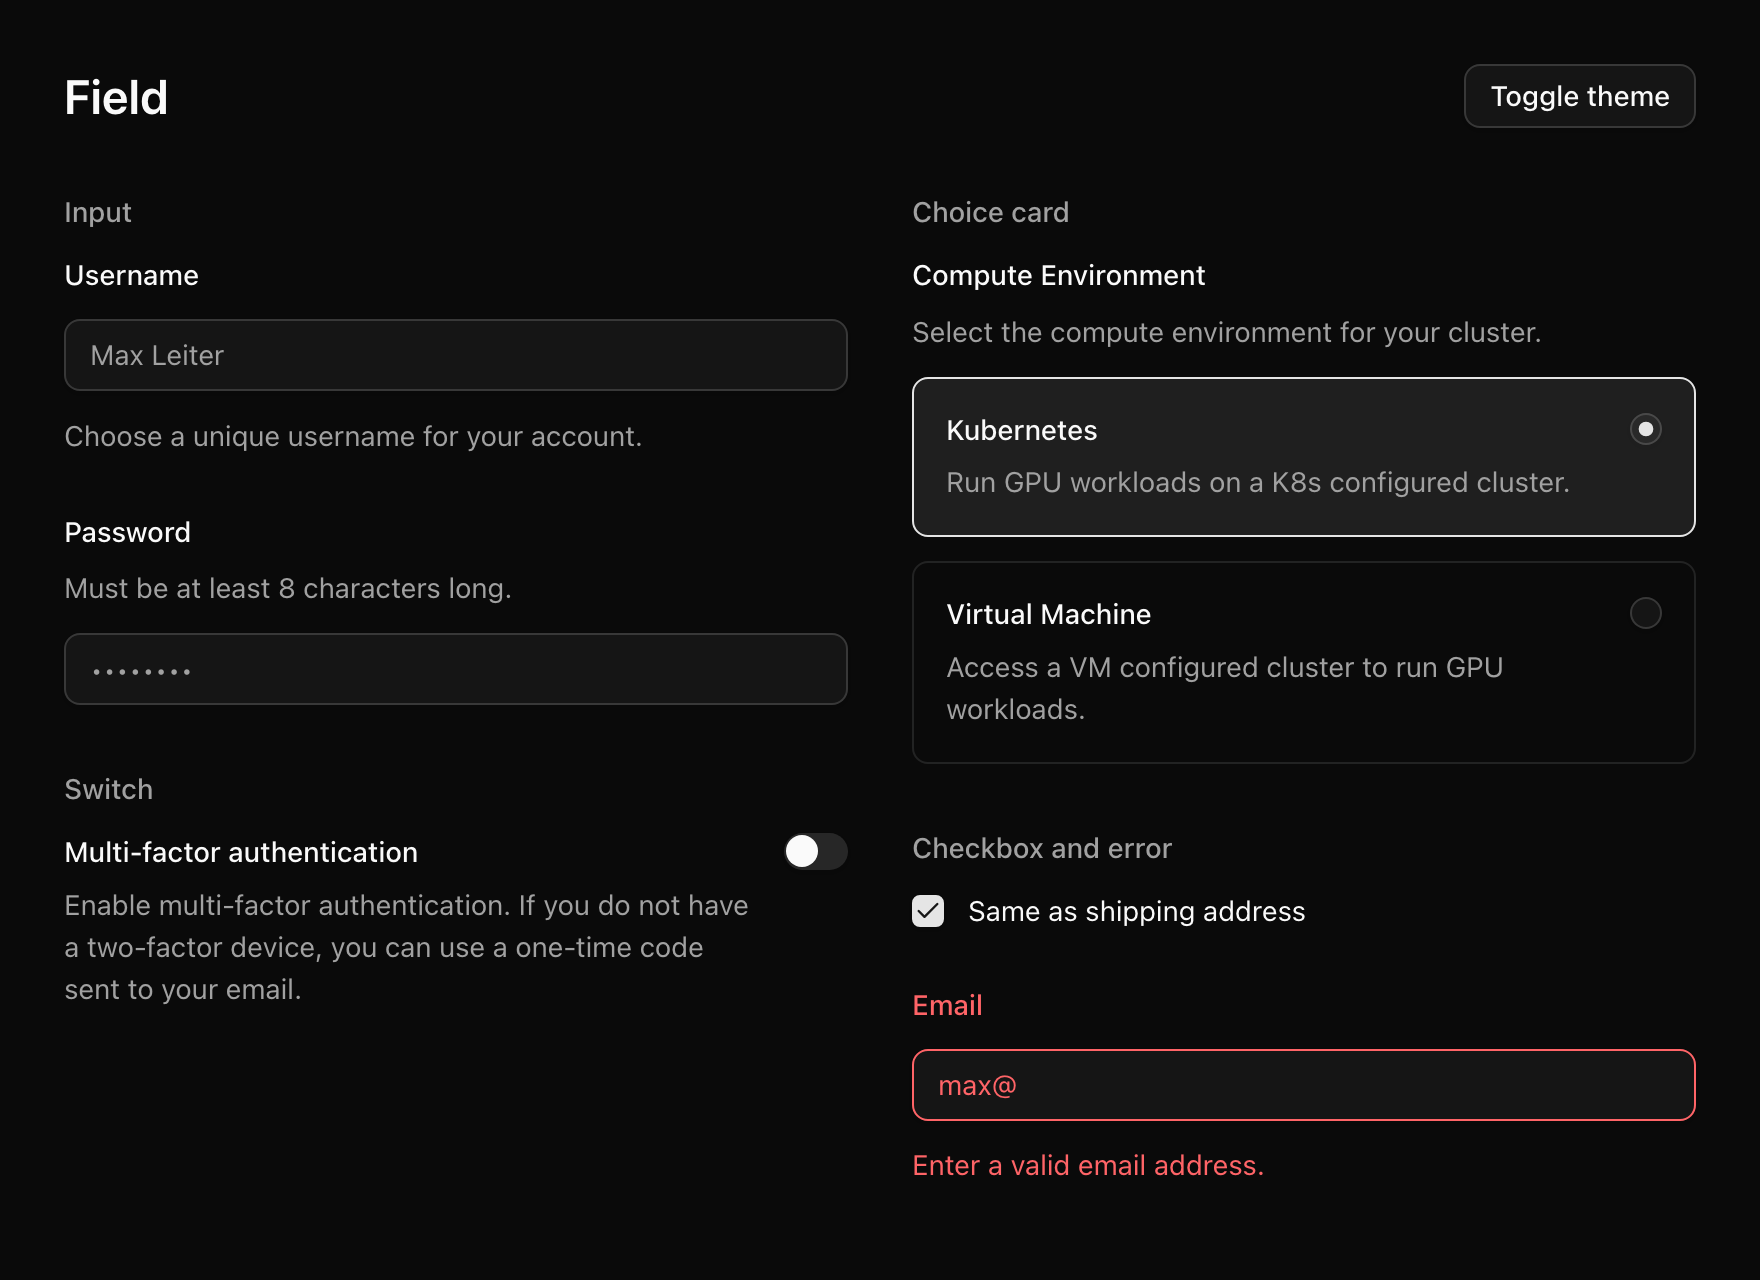 Field
Toggle theme
Input
Username
Max Leiter
Choose a unique username for your account.
Password
Must be at least 8 characters long.
••••••••
Switch
Multi-factor authentication
Enable multi-factor authentication. If you do not have
a two-factor device, you can use a one-time code
sent to your email.
Choice card
Compute Environment
Select the compute environment for your cluster.
Kubernetes
Run GPU workloads on a K8s configured cluster.
Virtual Machine
Access a VM configured cluster to run GPU
workloads.
Checkbox and error
Same as shipping address
Email
max@
Enter a valid email address.